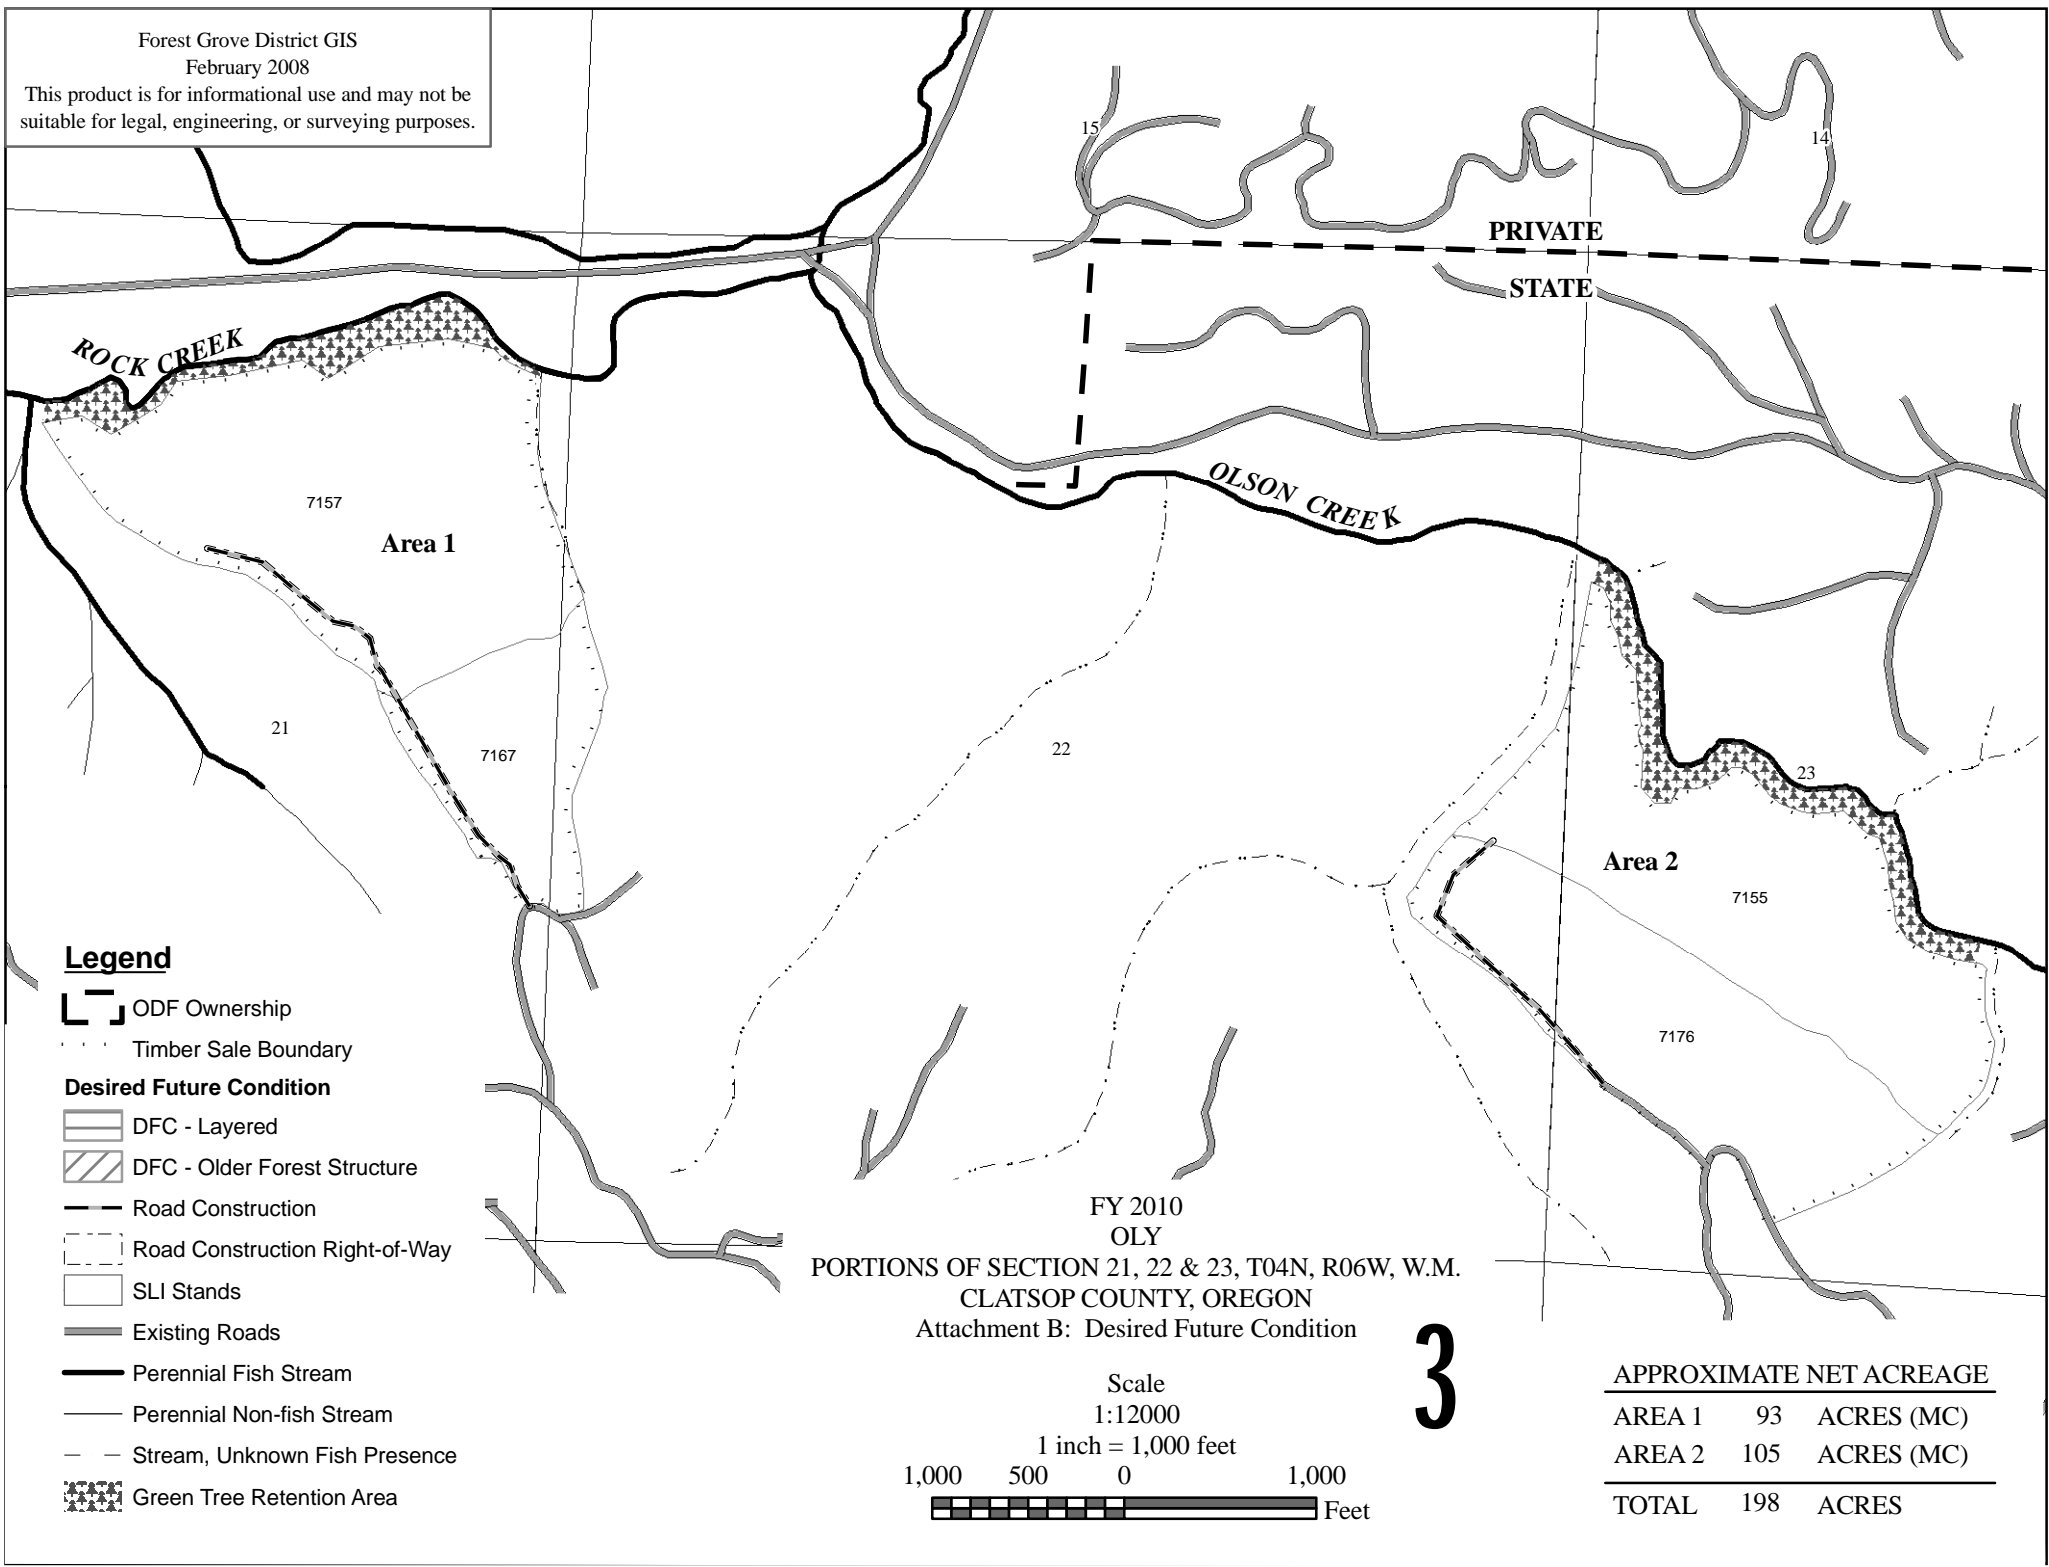 Forest Grove District GIS
February 2008
This product is for informational use and may not be
suitable for legal, engineering, or surveying purposes.
15
14
PRIVATE
STATE
ROCK CREEK
OLSON CREEK
7157
Area 1
21
7167
22
23
Area 2
7155
7176
Legend
ODF Ownership
Timber Sale Boundary
Desired Future Condition
DFC - Layered
DFC - Older Forest Structure
Road Construction
Road Construction Right-of-Way
SLI Stands
Existing Roads
Perennial Fish Stream
Perennial Non-fish Stream
Stream, Unknown Fish Presence
Green Tree Retention Area
FY 2010
OLY
PORTIONS OF SECTION 21, 22 & 23, T04N, R06W, W.M.
CLATSOP COUNTY, OREGON
Attachment B: Desired Future Condition
3
Scale
1:12000
1 inch = 1,000 feet
1,000 500 0 1,000
Feet
APPROXIMATE NET ACREAGE
AREA 1 93 ACRES (MC)
AREA 2 105 ACRES (MC)
TOTAL 198 ACRES